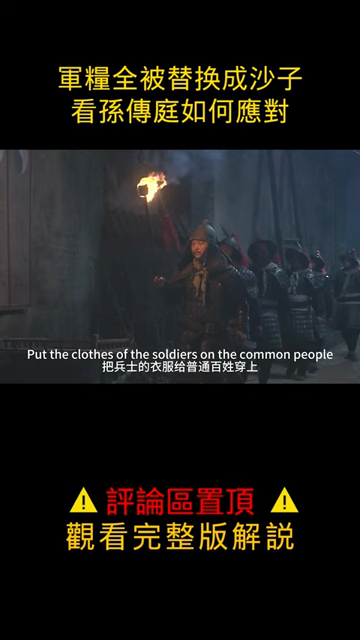 軍糧全被替换成沙子
看孫傳庭如何應對
Put the clothes of the soldiers on the common people
把兵士的衣服给普通百姓穿上
評論區置頂
觀看完整版解説